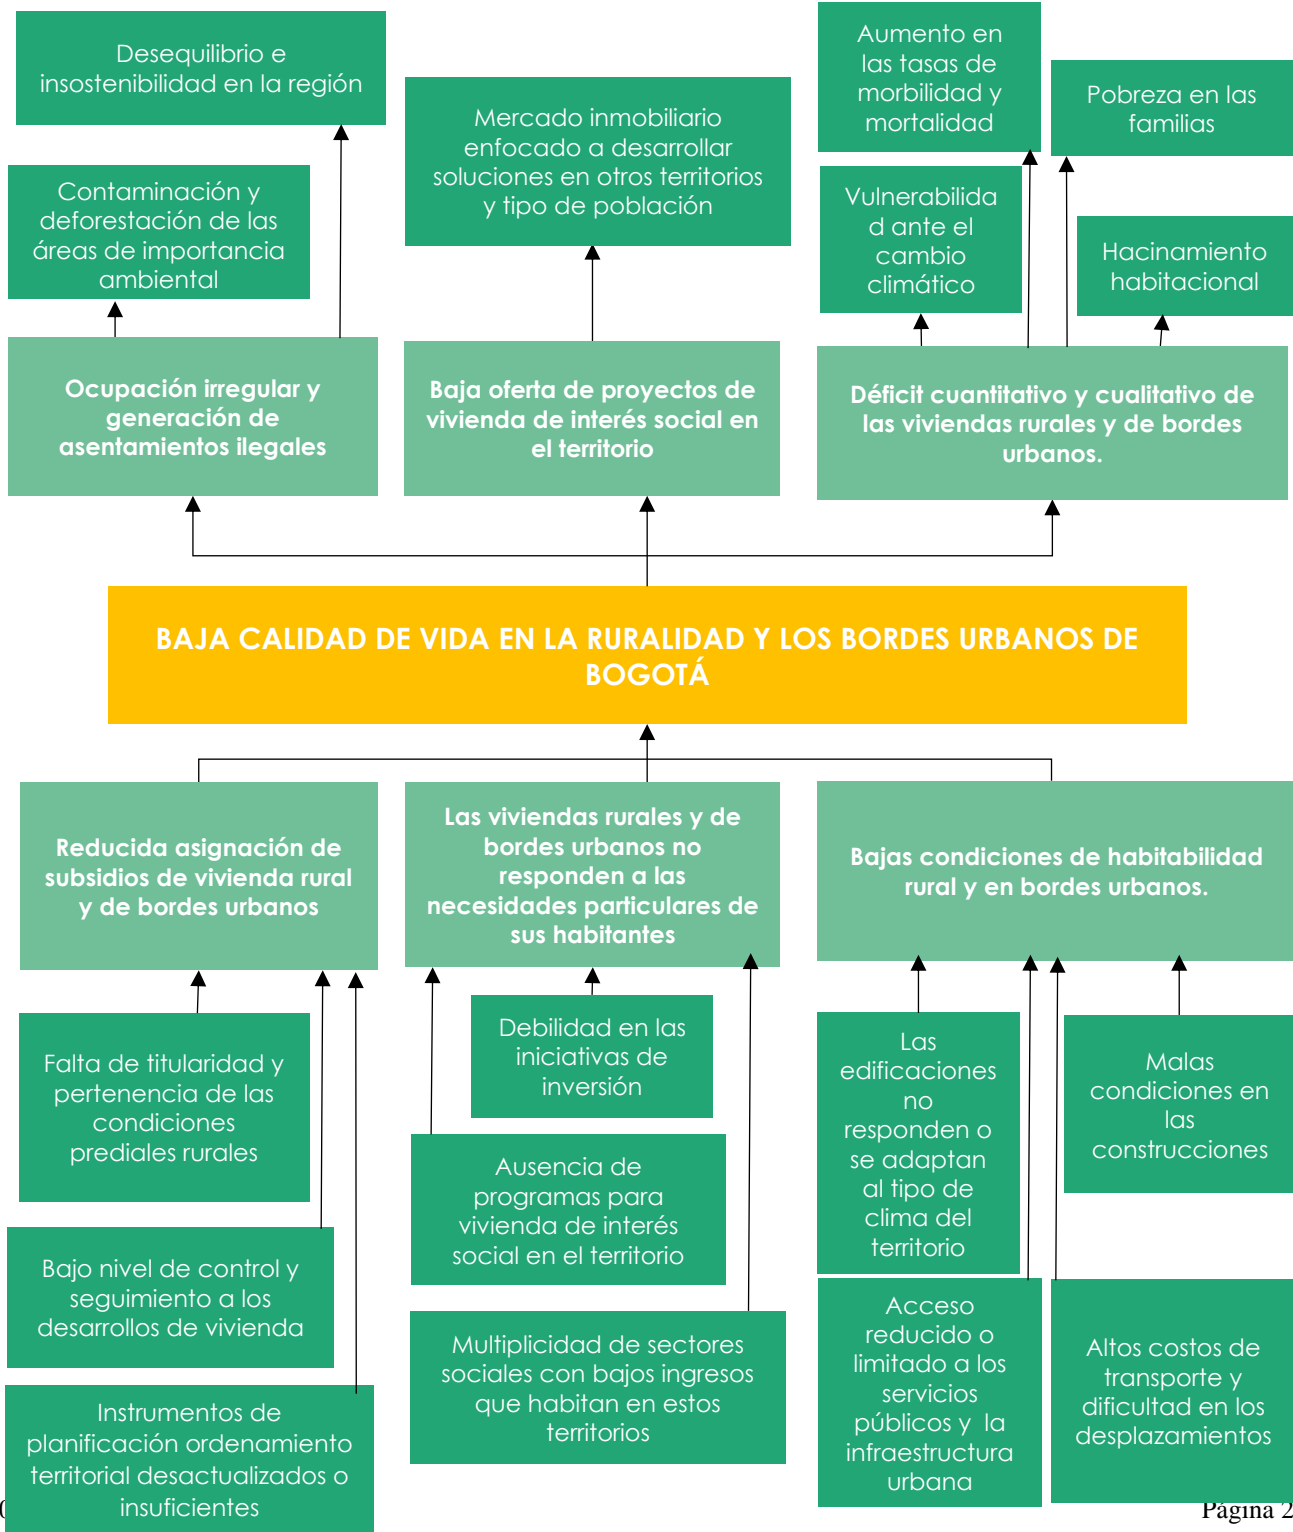 Desequilibrio e
insostenibilidad en la región
Contaminación y
deforestación de las
áreas de importancia
ambiental
Mercado inmobiliario
enfocado a desarrollar
soluciones en otros territorios
y tipo de población
Aumento en
las tasas de
morbilidad y
mortalidad
Pobreza en las
familias
Vulnerabilida
d ante el
cambio
climático
Hacinamiento
habitacional
Ocupación irregular y
generación de
asentamientos ilegales
Baja oferta de proyectos de
vivienda de interés social en
el territorio
Déficit cuantitativo y cualitativo de
las viviendas rurales y de bordes
urbanos.
BAJA CALIDAD DE VIDA EN LA RURALIDAD Y LOS BORDES URBANOS DE
BOGOTÁ
Reducida asignación de
subsidios de vivienda rural
y de bordes urbanos
Las viviendas rurales y de
bordes urbanos no
responden a las
necesidades particulares de
sus habitantes
Bajas condiciones de habitabilidad
rural y en bordes urbanos.
Falta de titularidad y
pertenencia de las
condiciones
prediales rurales
Bajo nivel de control y
seguimiento a los
desarrollos de vivienda
Instrumentos de
planificación ordenamiento
territorial desactualizados o
insuficientes
Debilidad en las
iniciativas de
inversión
Ausencia de
programas para
vivienda de interés
social en el territorio
Multiplicidad de sectores
sociales con bajos ingresos
que habitan en estos
territorios
Las
edificaciones
no
responden o
se adaptan
al tipo de
clima del
territorio
Malas
condiciones en
las
construcciones
Acceso
reducido o
limitado a los
servicios
públicos y  la
infraestructura
urbana
Altos costos de
transporte y
dificultad en los
desplazamientos
Página 2